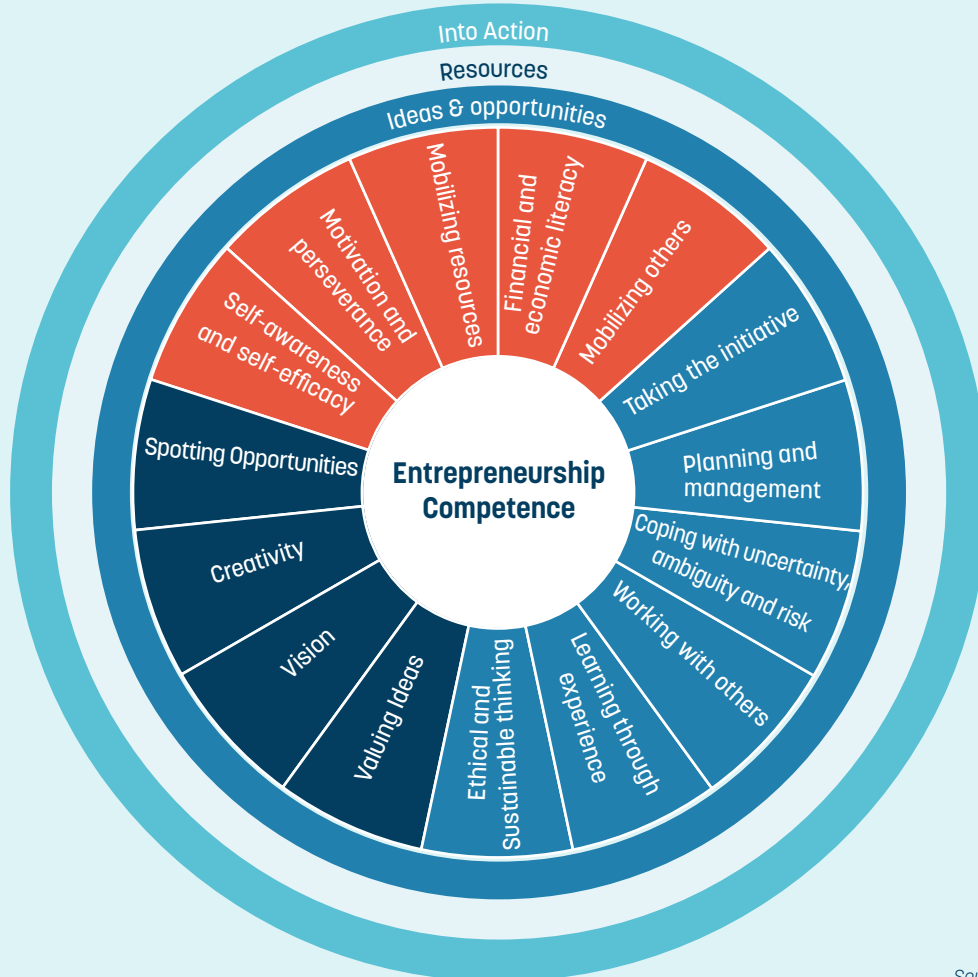 Into Action
Resources
Ideas & opportunities
Mobilizing resources
Financial and
economic literacy
Mobilizing others
Taking the initiative
Planning and
management
Coping with uncertainty,
ambiguity and risk
Working with others
Learning through
experience
Ethical and
Sustainable thinking
Valuing Ideas
Vision
Creativity
Spotting Opportunities
Self-awareness
and self-efficacy
Motivation and
perseverance
Entrepreneurship
Competence